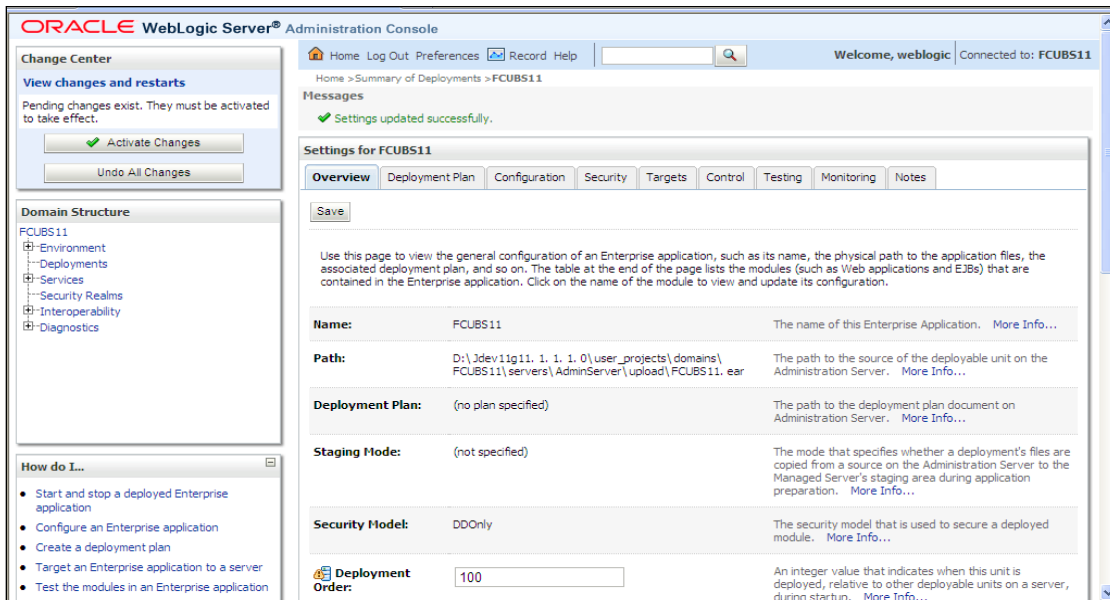 ORACLE WebLogic Server® Administration Console
Change Center
View changes and restarts
Pending changes exist. They must be activated
to take effect.
Activate Changes
Undo All Changes
Domain Structure
FCUBS11
Environment
Deployments
Services
Security Realms
Interoperability
Diagnostics
How do I...
Start and stop a deployed Enterprise
application
Configure an Enterprise application
Create a deployment plan
Target an Enterprise application to a server
Test the modules in an Enterprise application
Home Log Out Preferences Record Help
Welcome, weblogic Connected to: FCUBS11
Home >Summary of Deployments >FCUBS11
Messages
Settings updated successfully.
Settings for FCUBS11
Overview Deployment Plan Configuration Security Targets Control Testing Monitoring Notes
Save
Use this page to view the general configuration of an Enterprise application, such as its name, the physical path to the application files, the
associated deployment plan, and so on. The table at the end of the page lists the modules (such as Web applications and EJBs) that are
contained in the Enterprise application. Click on the name of the module to view and update its configuration.
Name: FCUBS11 The name of this Enterprise Application. More Info...
Path: D:\Jdev11g11. 1. 1. 1. 0\user_projects\domains\ The path to the source of the deployable unit on the
FCUBS11\servers\AdminServer\upload\FCUBS11. ear Administration Server. More Info...
Deployment Plan: (no plan specified) The path to the deployment plan document on
Administration Server. More Info...
Staging Mode: (not specified) The mode that specifies whether a deployment's files are
copied from a source on the Administration Server to the
Managed Server's staging area during application
preparation. More Info...
Security Model: DDOnly The security model that is used to secure a deployed
module. More Info...
Deployment 100 An integer value that indicates when this unit is
Order: deployed, relative to other deployable units on a server,
during startup. More Info...